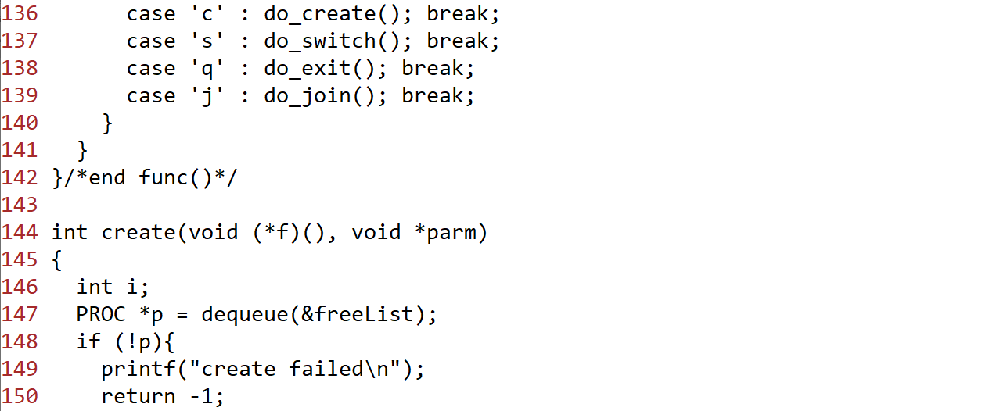 136       case 'c' : do_create(); break;
137       case 's' : do_switch(); break;
138       case 'q' : do_exit(); break;
139       case 'j' : do_join(); break;
140     }
141   }
142 }/*end func()*/
143
144 int create(void (*f)(), void *parm)
145 {
146   int i;
147   PROC *p = dequeue(&freeList);
148   if (!p){
149     printf("create failed\n");
150     return -1;